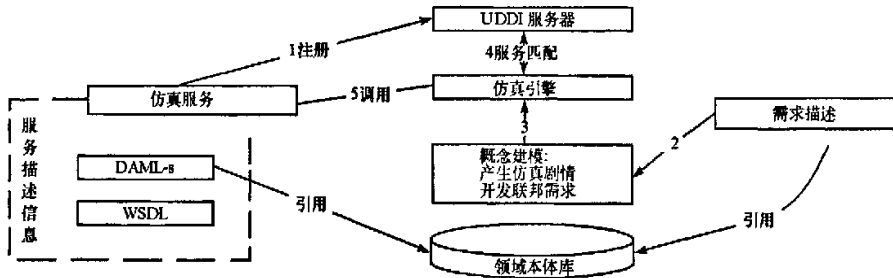 UDDI 服务器
1注册
4服务匹配
仿真服务
5调用
仿真引擎
需求描述
3
2
服务描述信息
DAML-s
WSDL
概念建模:
产生仿真剧情
开发联邦需求
引用
引用
领域本体库